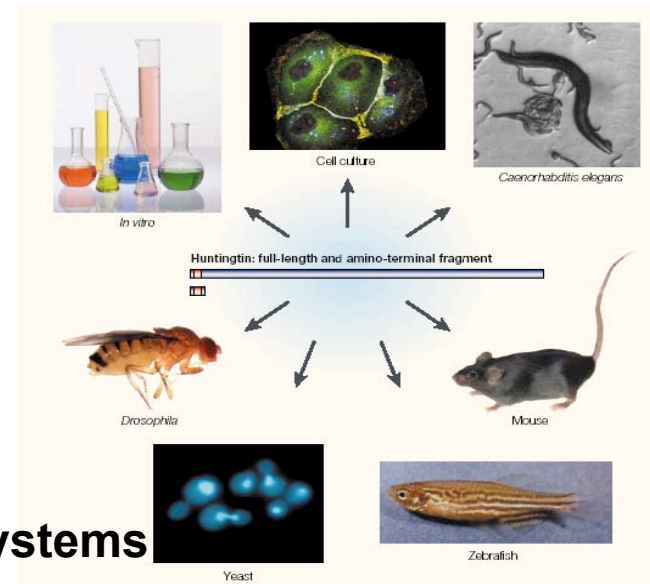 Cell culture
In vitro
Caenorhabditis elegans
Huntingtin: full-length and amino-terminal fragment
Drosophila
Mouse
ystems
Yeast
Zebrafish